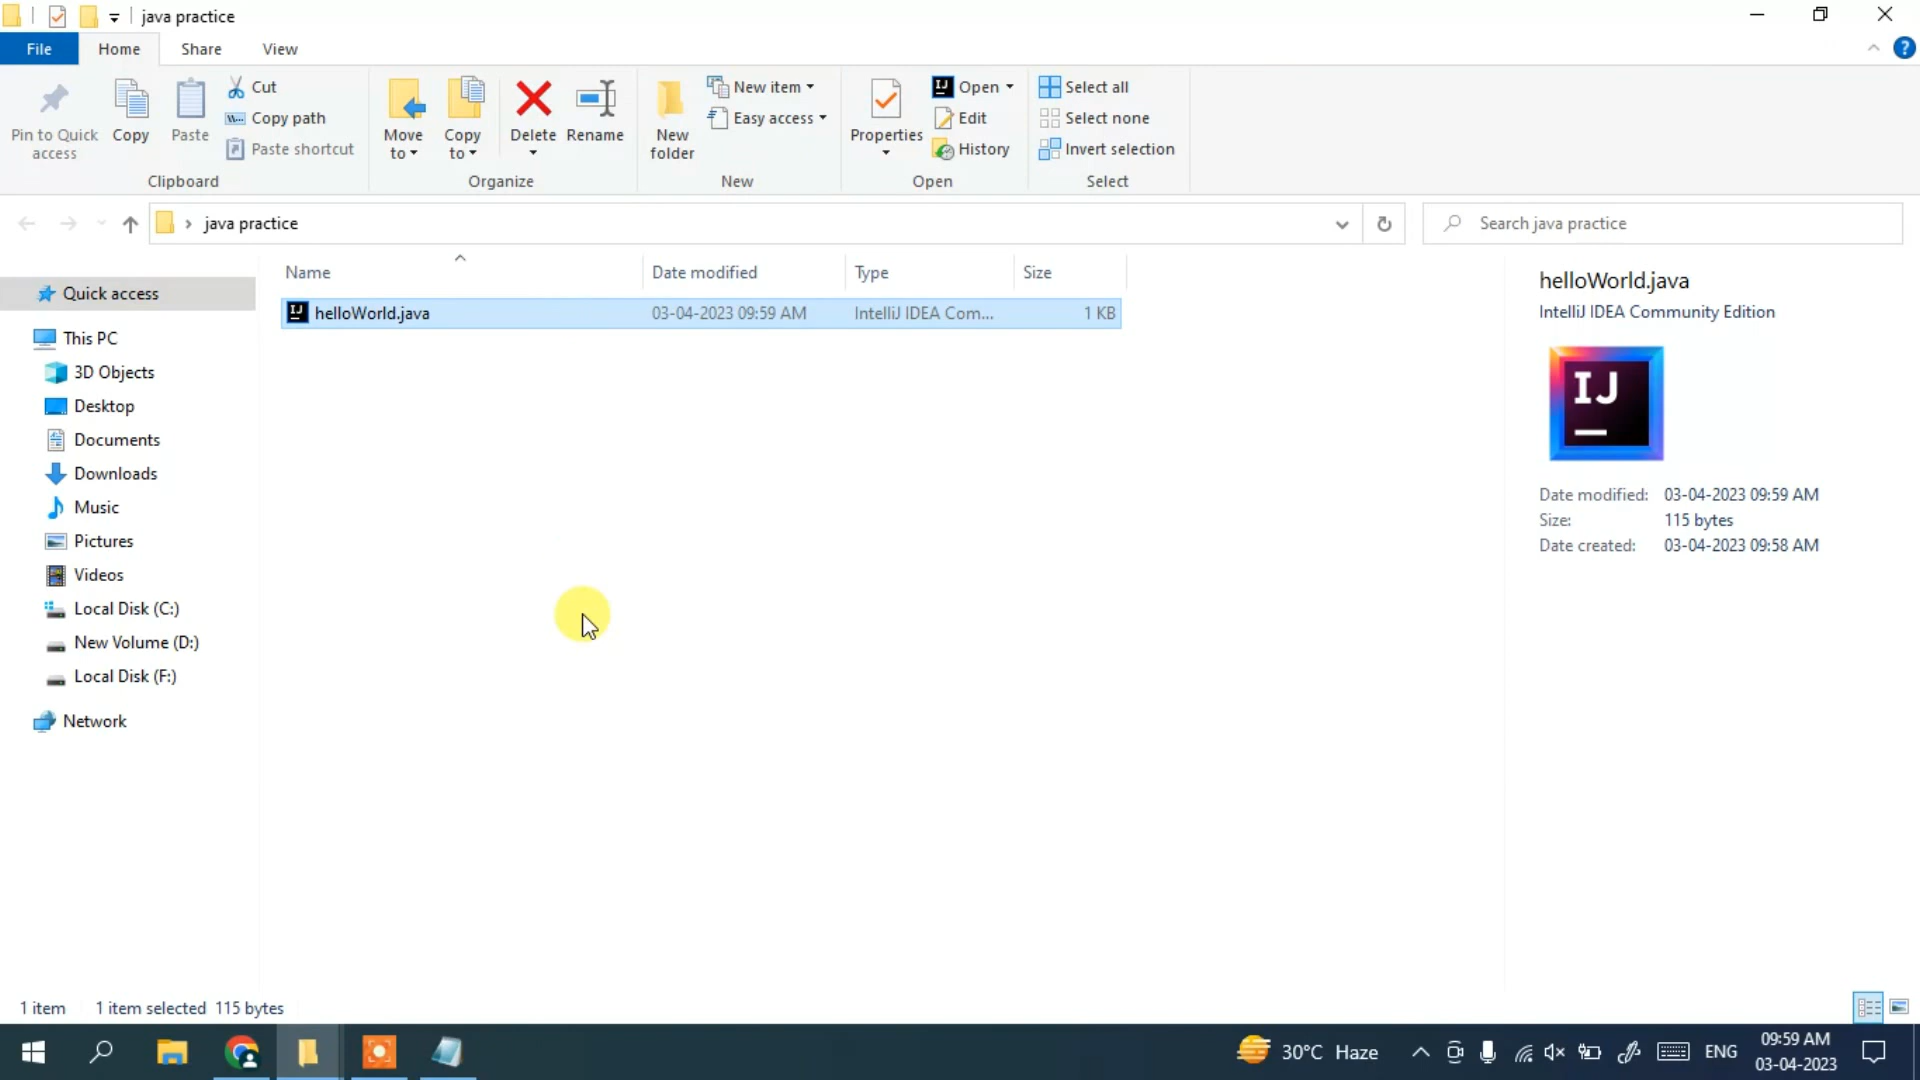 java practice
File Home Share View
Pin to Quick access
Copy
Paste
Cut
Copy path
Paste shortcut
Clipboard
Move to
Copy to
Delete
Rename
Organize
New folder
New item
Easy access
New
Properties
Open
Edit
History
Open
Select all
Select none
Invert selection
Select
java practice
Search java practice
Quick access
This PC
3D Objects
Desktop
Documents
Downloads
Music
Pictures
Videos
Local Disk (C:)
New Volume (D:)
Local Disk (F:)
Network
Name Date modified Type Size
helloWorld.java 03-04-2023 09:59 AM IntelliJ IDEA Com... 1 KB
helloWorld.java
IntelliJ IDEA Community Edition
IJ
Date modified: 03-04-2023 09:59 AM
Size: 115 bytes
Date created: 03-04-2023 09:58 AM
1 item 1 item selected 115 bytes
30°C Haze
ENG
09:59 AM
03-04-2023